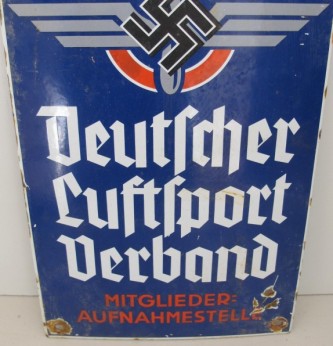 Deutſcher
Luftſport
Verband
MITGLIEDER=
AUFNAHMESTELLE